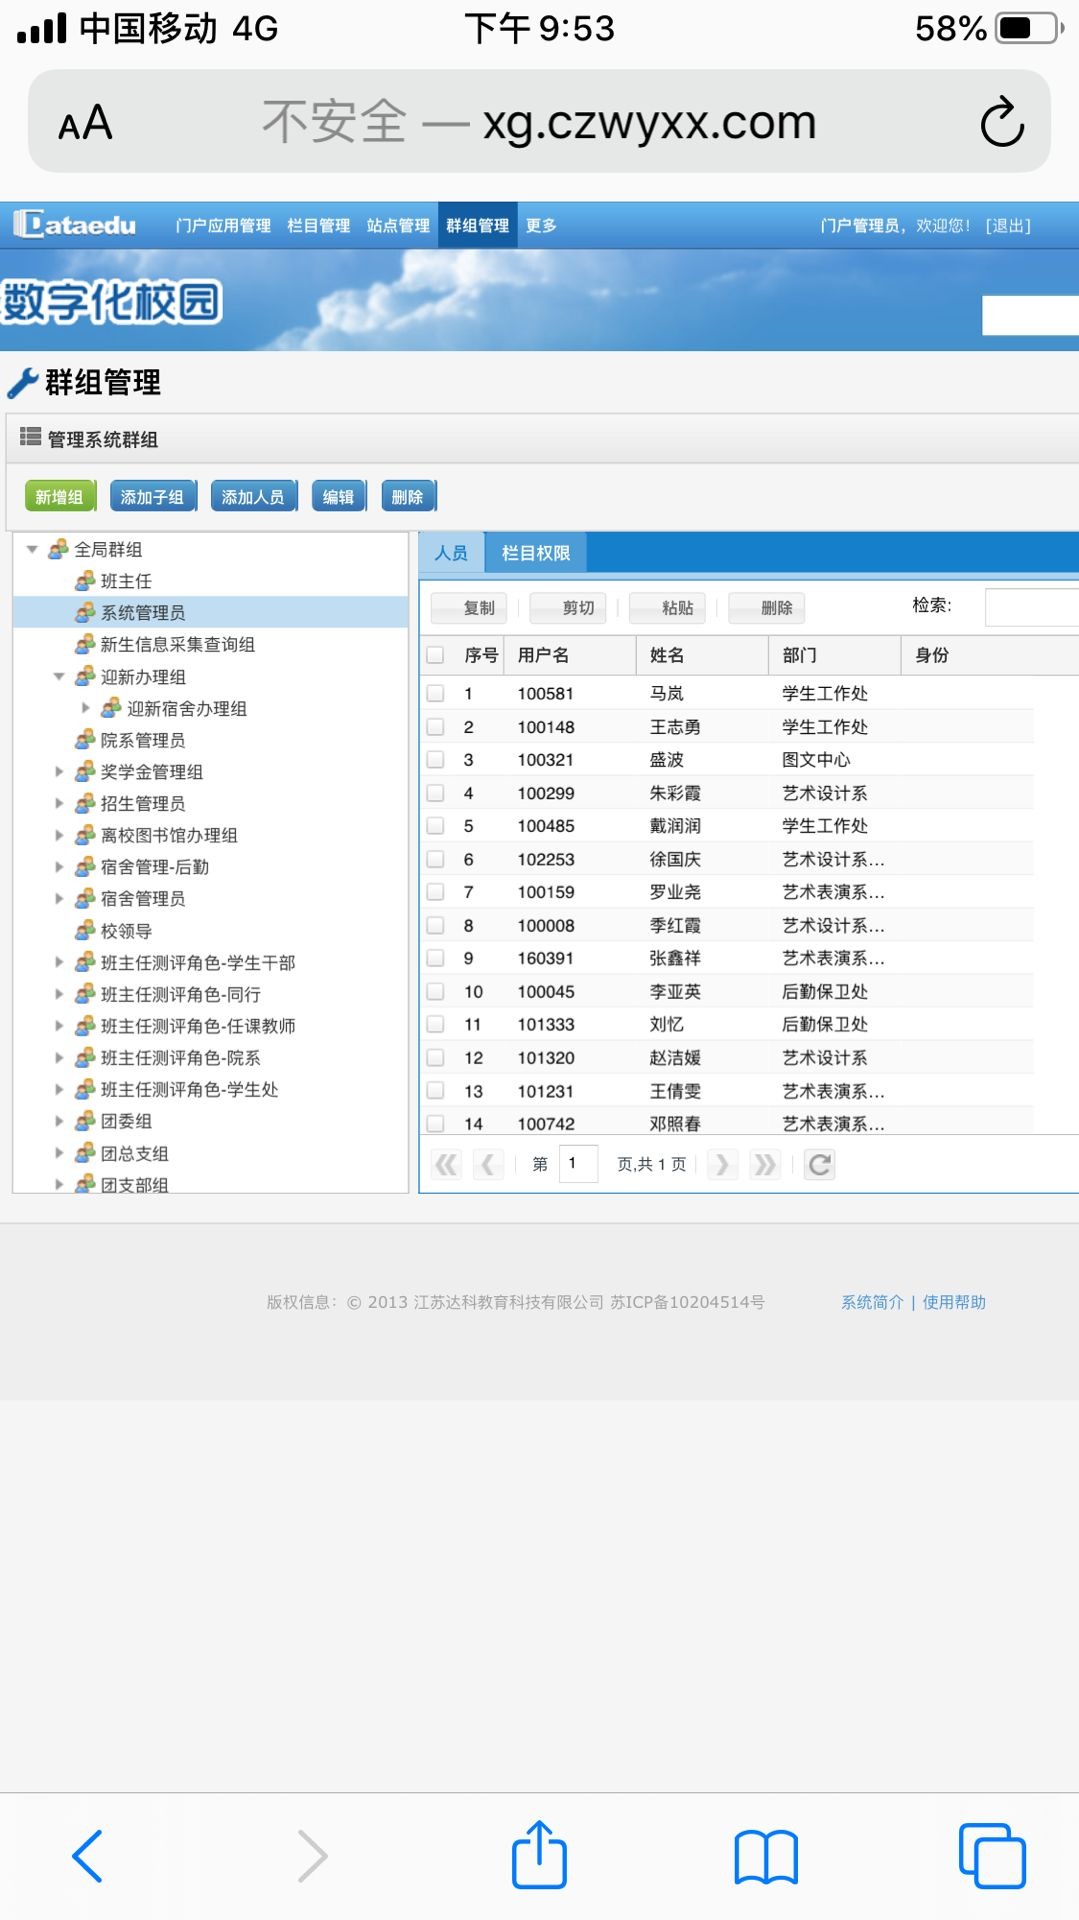 中国移动 4G 下午9:53 58%
AA 不安全 — xg.czwyxx.com
Dataedu 门户应用管理 栏目管理 站点管理 群组管理 更多 门户管理员，欢迎您！ [退出]
数字化校园
群组管理
管理系统群组
新增组 添加子组 添加人员 编辑 删除
全局群组
班主任
系统管理员
新生信息采集查询组
迎新办理组
迎新宿舍办理组
院系管理员
奖学金管理组
招生管理员
离校图书馆办理组
宿舍管理-后勤
宿舍管理员
校领导
班主任测评角色-学生干部
班主任测评角色-同行
班主任测评角色-任课教师
班主任测评角色-院系
班主任测评角色-学生处
团委组
团总支组
团支部组
人员 栏目权限
复制 剪切 粘贴 删除 检索:
序号 用户名 姓名 部门 身份
1 100581 马岚 学生工作处
2 100148 王志勇 学生工作处
3 100321 盛波 图文中心
4 100299 朱彩霞 艺术设计系
5 100485 戴润润 学生工作处
6 102253 徐国庆 艺术设计系...
7 100159 罗业尧 艺术表演系...
8 100008 季红霞 艺术设计系...
9 160391 张鑫祥 艺术表演系...
10 100045 李亚英 后勤保卫处
11 101333 刘忆 后勤保卫处
12 101320 赵洁媛 艺术设计系
13 101231 王倩雯 艺术表演系...
14 100742 邓照春 艺术表演系...
第 1 页,共 1 页
版权信息：© 2013 江苏达科教育科技有限公司 苏ICP备10204514号 系统简介 | 使用帮助